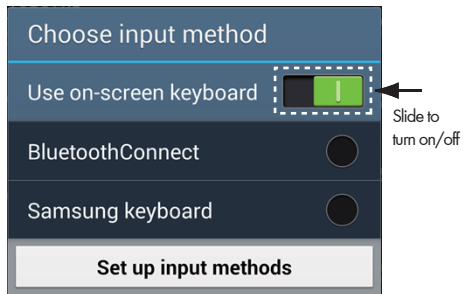 Choose input method
Use on-screen keyboard
Slide to
turn on/off
BluetoothConnect
Samsung keyboard
Set up input methods